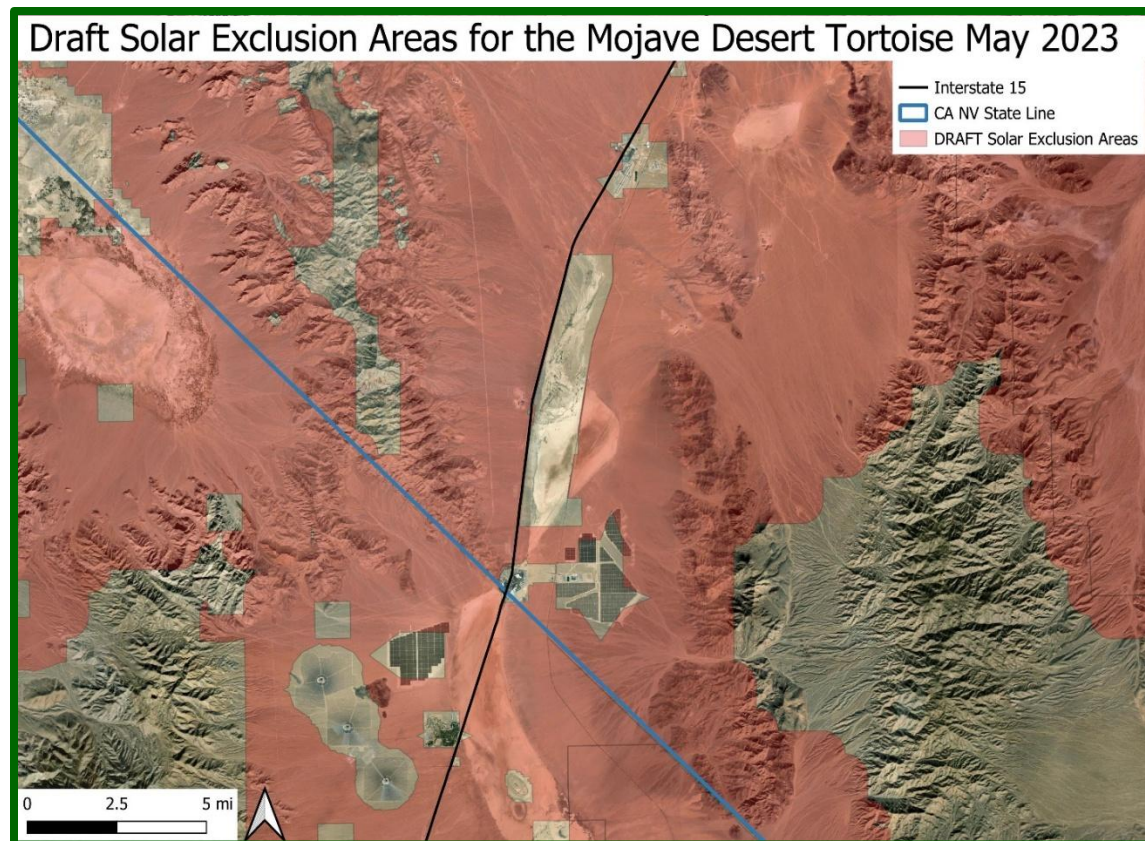 Draft Solar Exclusion Areas for the Mojave Desert Tortoise May 2023
Interstate 15
CA NV State Line
DRAFT Solar Exclusion Areas
0 2.5 5 mi